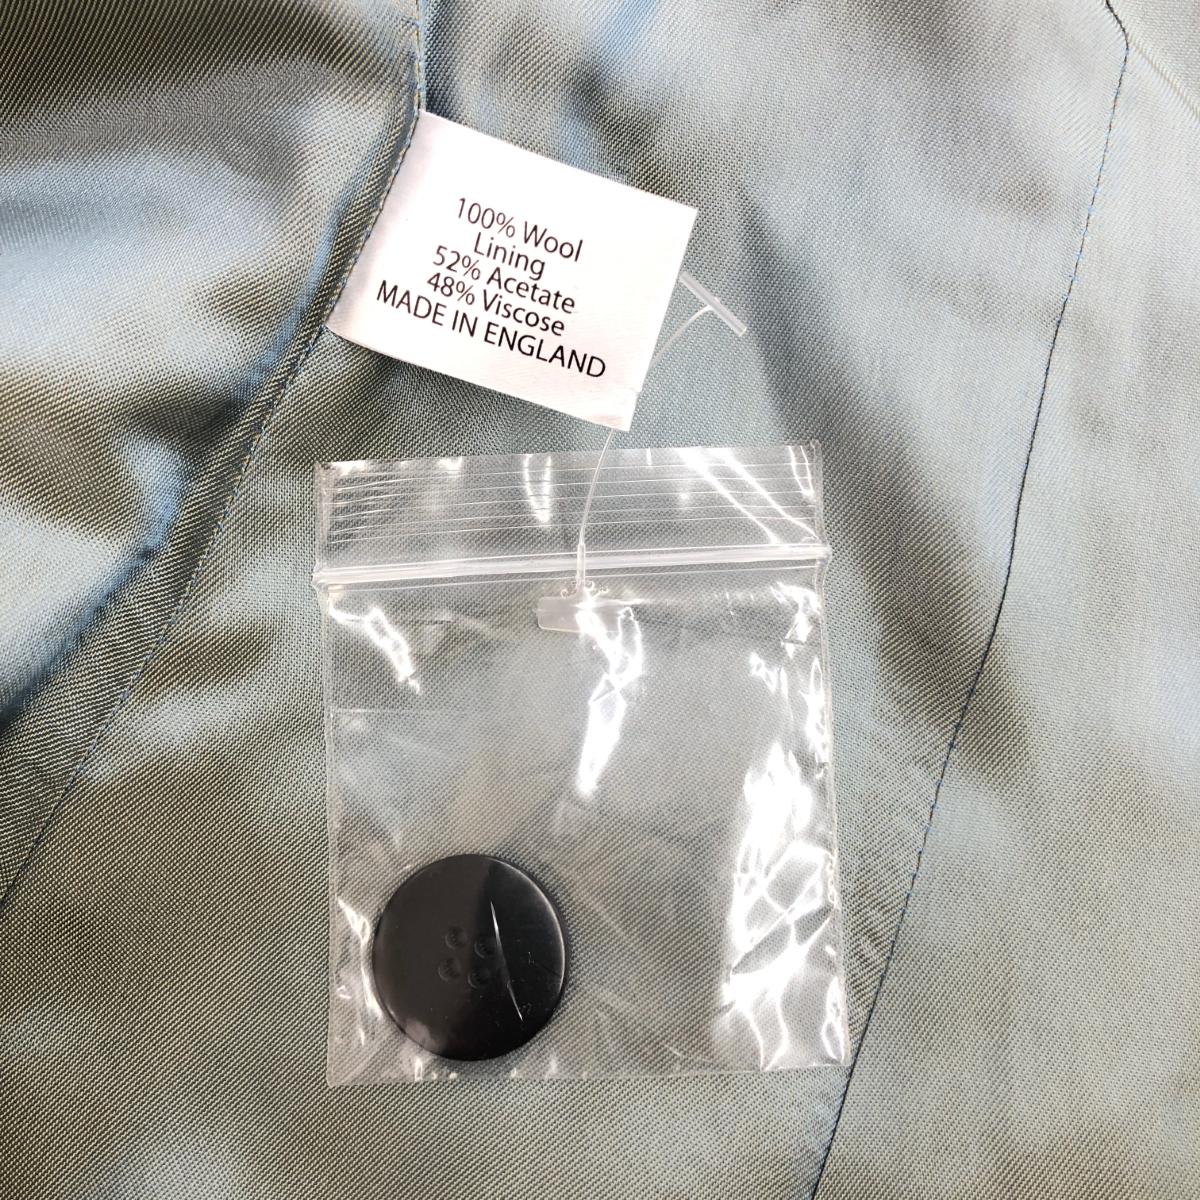 100% Wool
Lining
52% Acetate
48% Viscose
MADE IN ENGLAND